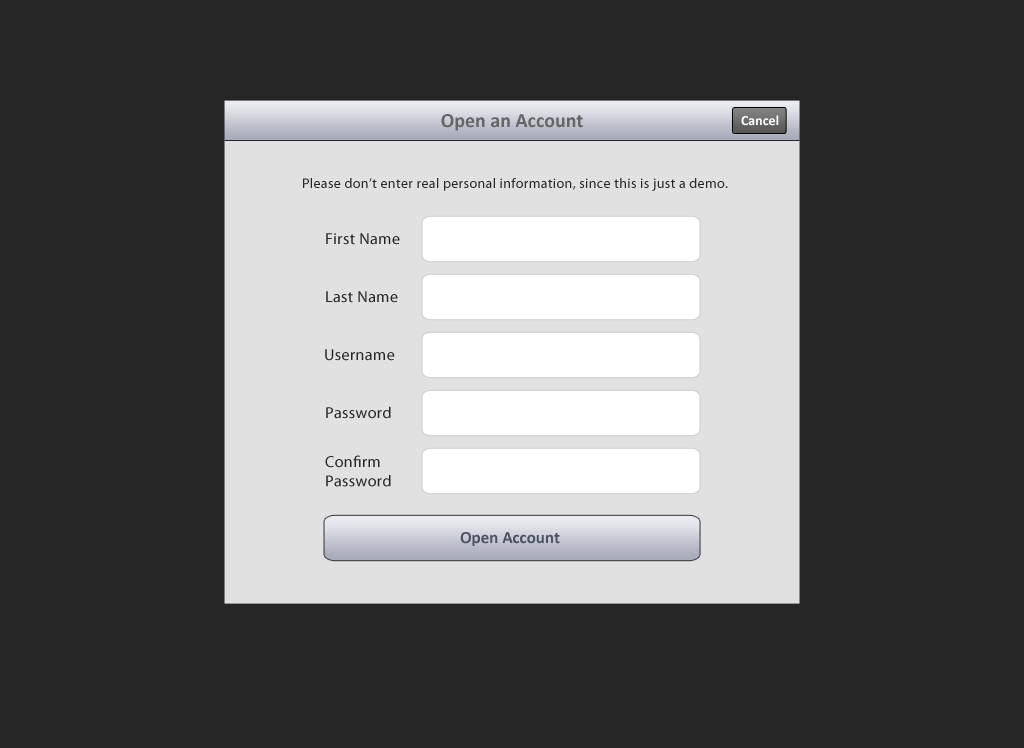 Open an Account
Cancel
Please don't enter real personal information, since this is just a demo.
First Name
Last Name
Username
Password
Confirm
Password
Open Account